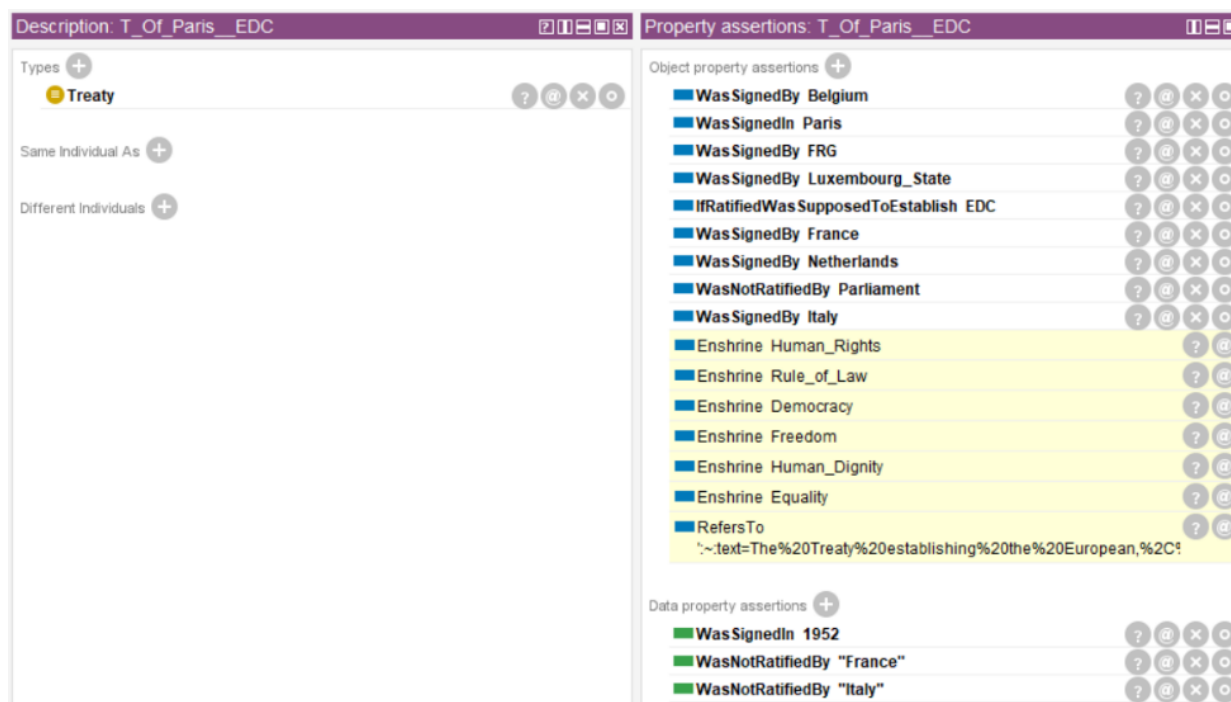 Description: T_Of_Paris__EDC
Types
Treaty
Same Individual As
Different Individuals
Property assertions: T_Of_Paris__EDC
Object property assertions
WasSignedBy Belgium
WasSignedIn Paris
WasSignedBy FRG
WasSignedBy Luxembourg_State
IfRatifiedWasSupposedToEstablish EDC
WasSignedBy France
WasSignedBy Netherlands
WasNotRatifiedBy Parliament
WasSignedBy Italy
Enshrine Human_Rights
Enshrine Rule_of_Law
Enshrine Democracy
Enshrine Freedom
Enshrine Human_Dignity
Enshrine Equality
RefersTo
':~:text=The%20Treaty%20establishing%20the%20European,%2C%
Data property assertions
WasSignedIn 1952
WasNotRatifiedBy "France"
WasNotRatifiedBy "Italy"